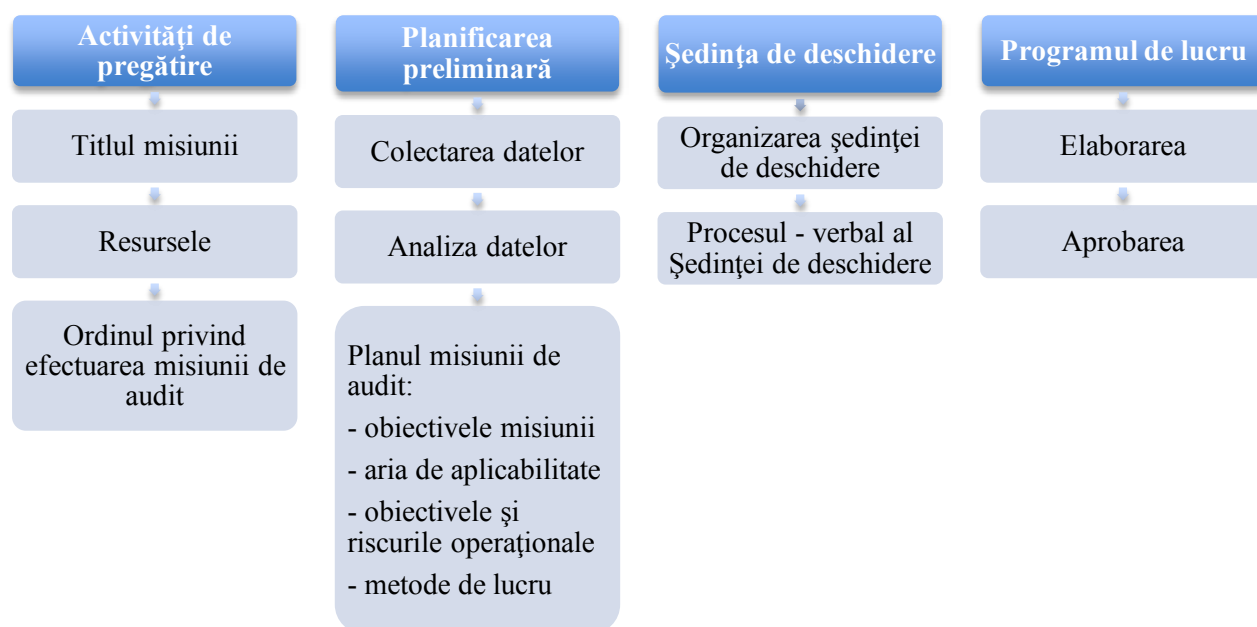 Activităţi de
pregătire
Titlul misiunii
Resursele
Ordinul privind
efectuarea misiunii de
audit
Planificarea
preliminară
Colectarea datelor
Analiza datelor
Planul misiunii de
audit:
- obiectivele misiunii
- aria de aplicabilitate
- obiectivele şi
riscurile operaţionale
- metode de lucru
Şedinţa de deschidere
Organizarea şedinţei
de deschidere
Procesul - verbal al
Şedinţei de deschidere
Programul de lucru
Elaborarea
Aprobarea